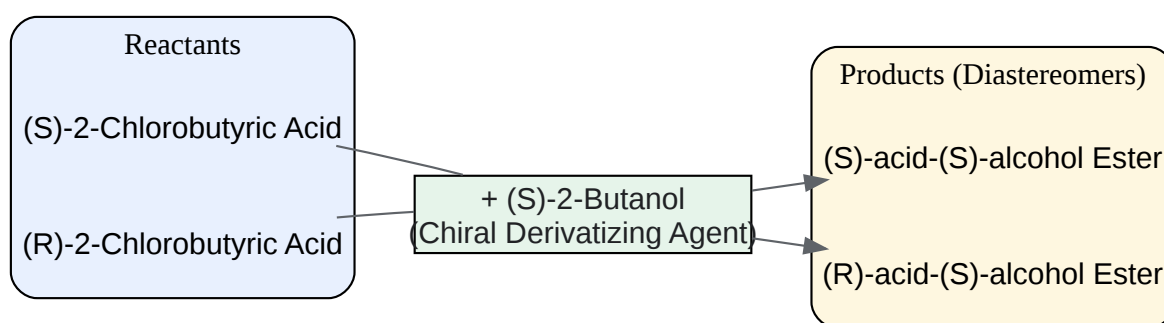 Reactants
(S)-2-Chlorobutyric Acid
(R)-2-Chlorobutyric Acid
+ (S)-2-Butanol
(Chiral Derivatizing Agent)
Products (Diastereomers)
(S)-acid-(S)-alcohol Ester
(R)-acid-(S)-alcohol Ester